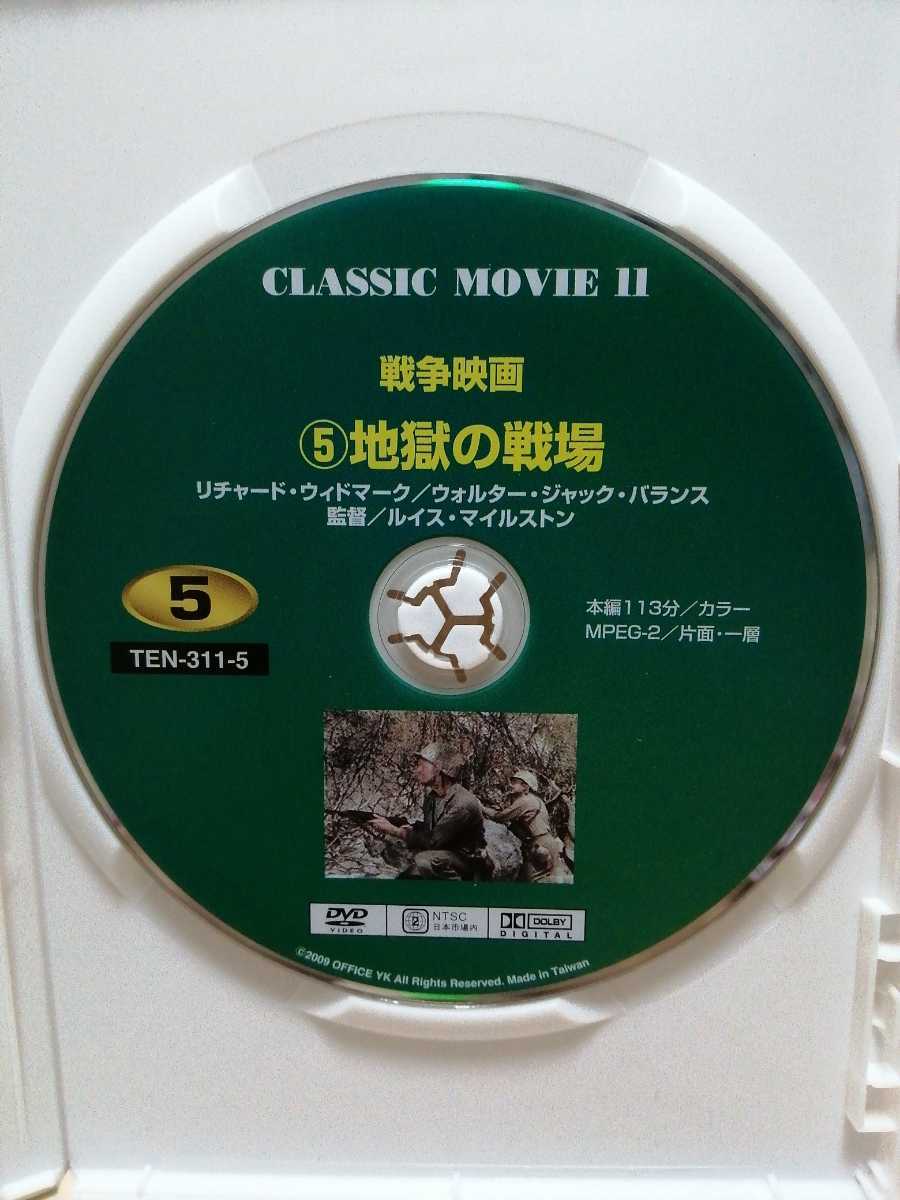 CLASSIC MOVIE 11
戦争映画
⑤地獄の戦場
リチャード・ウィドマーク／ウォルター・ジャック・バランス
監督／ルイス・マイルストン
5
TEN-311-5
本編113分／カラー
MPEG-2／片面・一層
DVD
VIDEO
2
NTSC
日本市場内
DOLBY
DIGITAL
©2009 OFFICE YK All Rights Reserved. Made in Taiwan